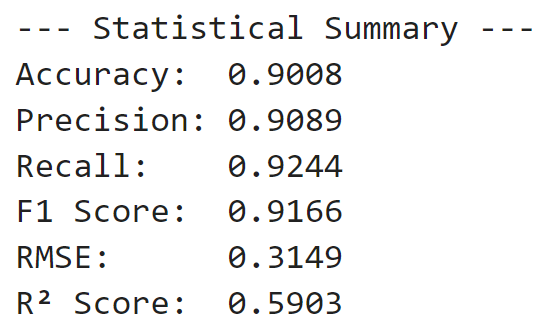 --- Statistical Summary ---
Accuracy:  0.9008
Precision: 0.9089
Recall:    0.9244
F1 Score:  0.9166
RMSE:      0.3149
R² Score:  0.5903